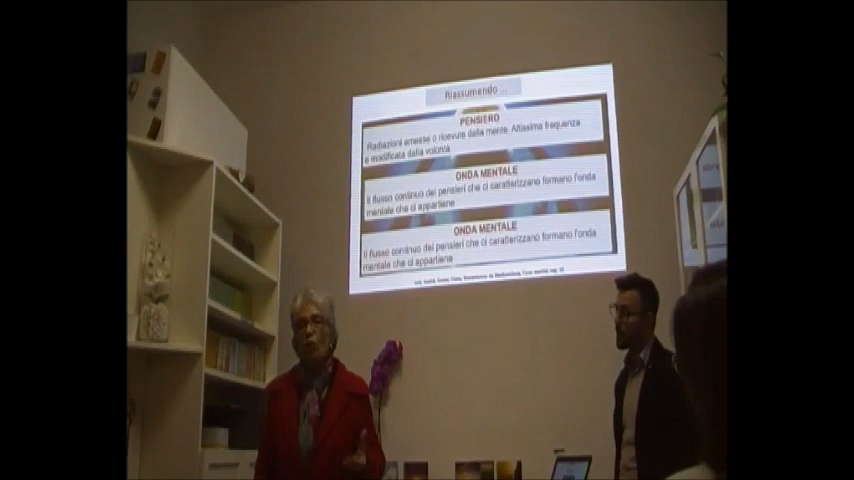 Riassumendo ...
PENSIERO
Radiazioni emesse o ricevute dalla mente. Altissima frequenza
e modificata dalla volontà
ONDA MENTALE
Il flusso continuo dei pensieri che ci caratterizzano formano l'onda
mentale che ci appartiene
ONDA MENTALE
Il flusso continuo dei pensieri che ci caratterizzano formano l'onda
mentale che ci appartiene